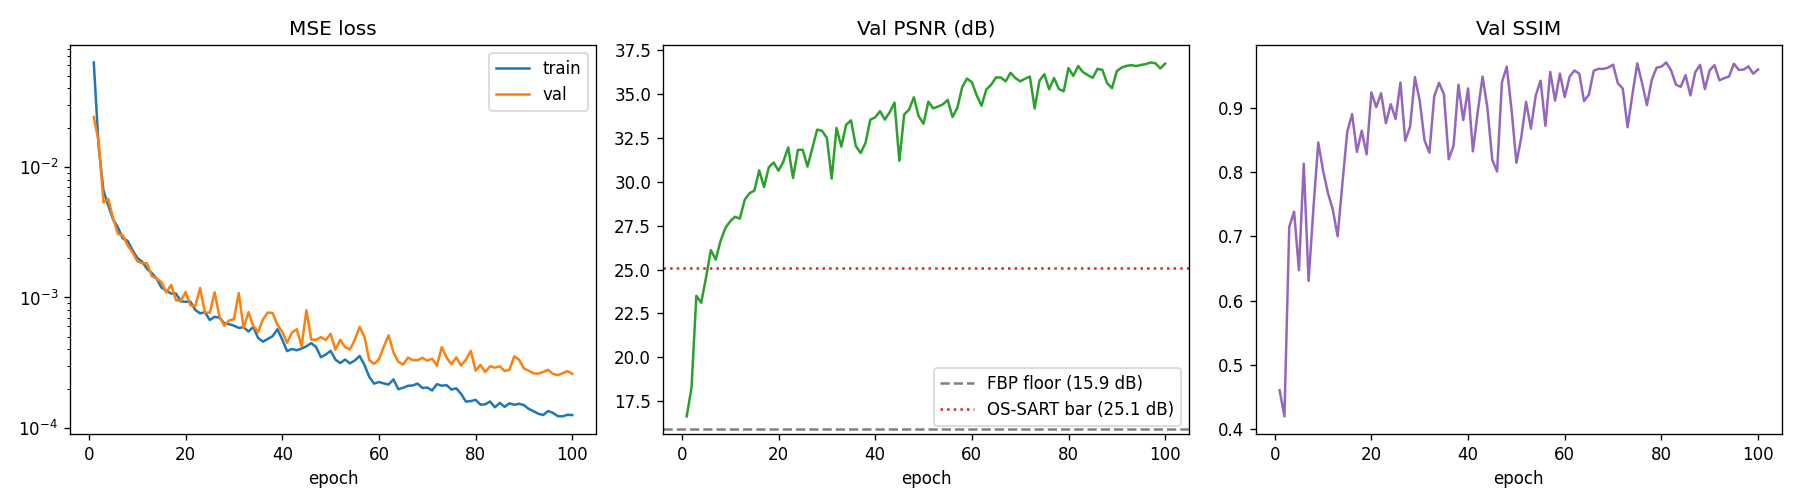 MSE loss
train
val
10⁻²
10⁻³
10⁻⁴
0 20 40 60 80 100
epoch
Val PSNR (dB)
37.5
35.0
32.5
30.0
27.5
25.0
22.5
20.0
17.5
FBP floor (15.9 dB)
OS-SART bar (25.1 dB)
0 20 40 60 80 100
epoch
Val SSIM
0.9
0.8
0.7
0.6
0.5
0.4
0 20 40 60 80 100
epoch